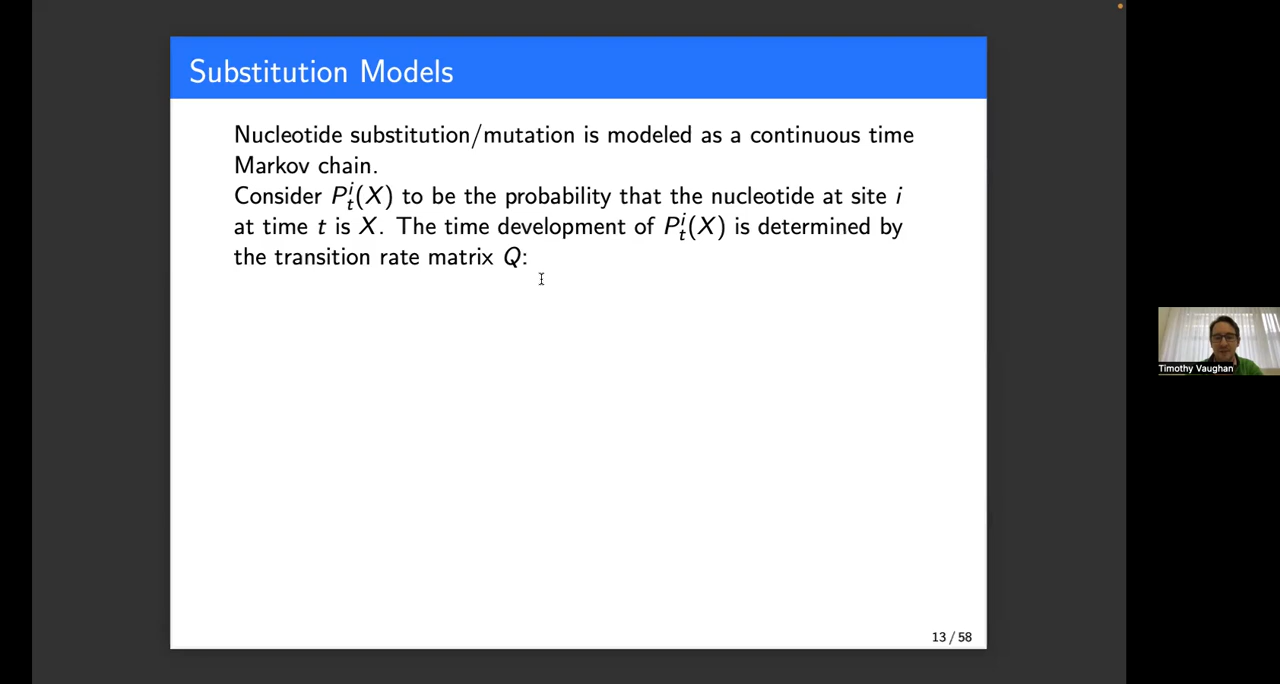 Substitution Models
Nucleotide substitution/mutation is modeled as a continuous time
Markov chain.
Consider P_t^i(X) to be the probability that the nucleotide at site i
at time t is X. The time development of P_t^i(X) is determined by
the transition rate matrix Q:
13 / 58
Timothy Vaughan